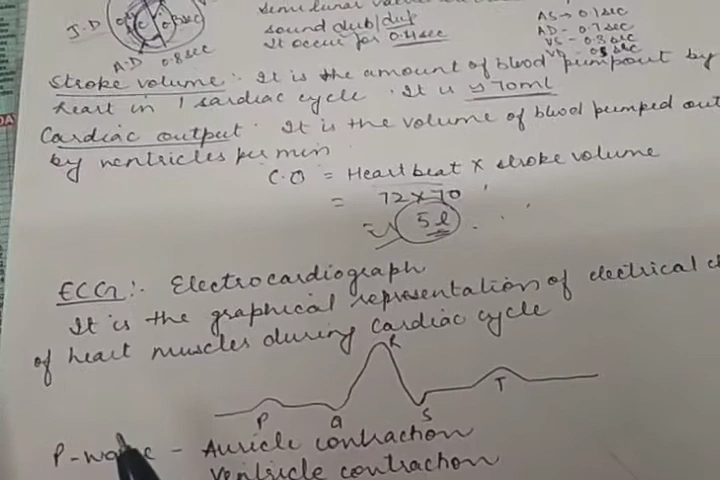 J.D 0.4sec
A.D 0.8sec
sound dub/dup
It occur for 0.4sec
AS → 0.1sec
AD - 0.7sec
VS - 0.3sec
VD - 0.5sec
Stroke volume:- It is the amount of blood pumpout by
heart in 1 sardiac cycle. It is ≈ 70ml
Cardiac output. It is the volume of blood pumped out
by ventricles per min
C.O = Heartbeat x stroke volume
= 72 x 70
= 5l
ECG:- Electrocardiograph
It is the graphical representation of electrical
of heart muscles during cardiac cycle
P Q R S T
P-wave - Auricle contraction
Ventricle contraction